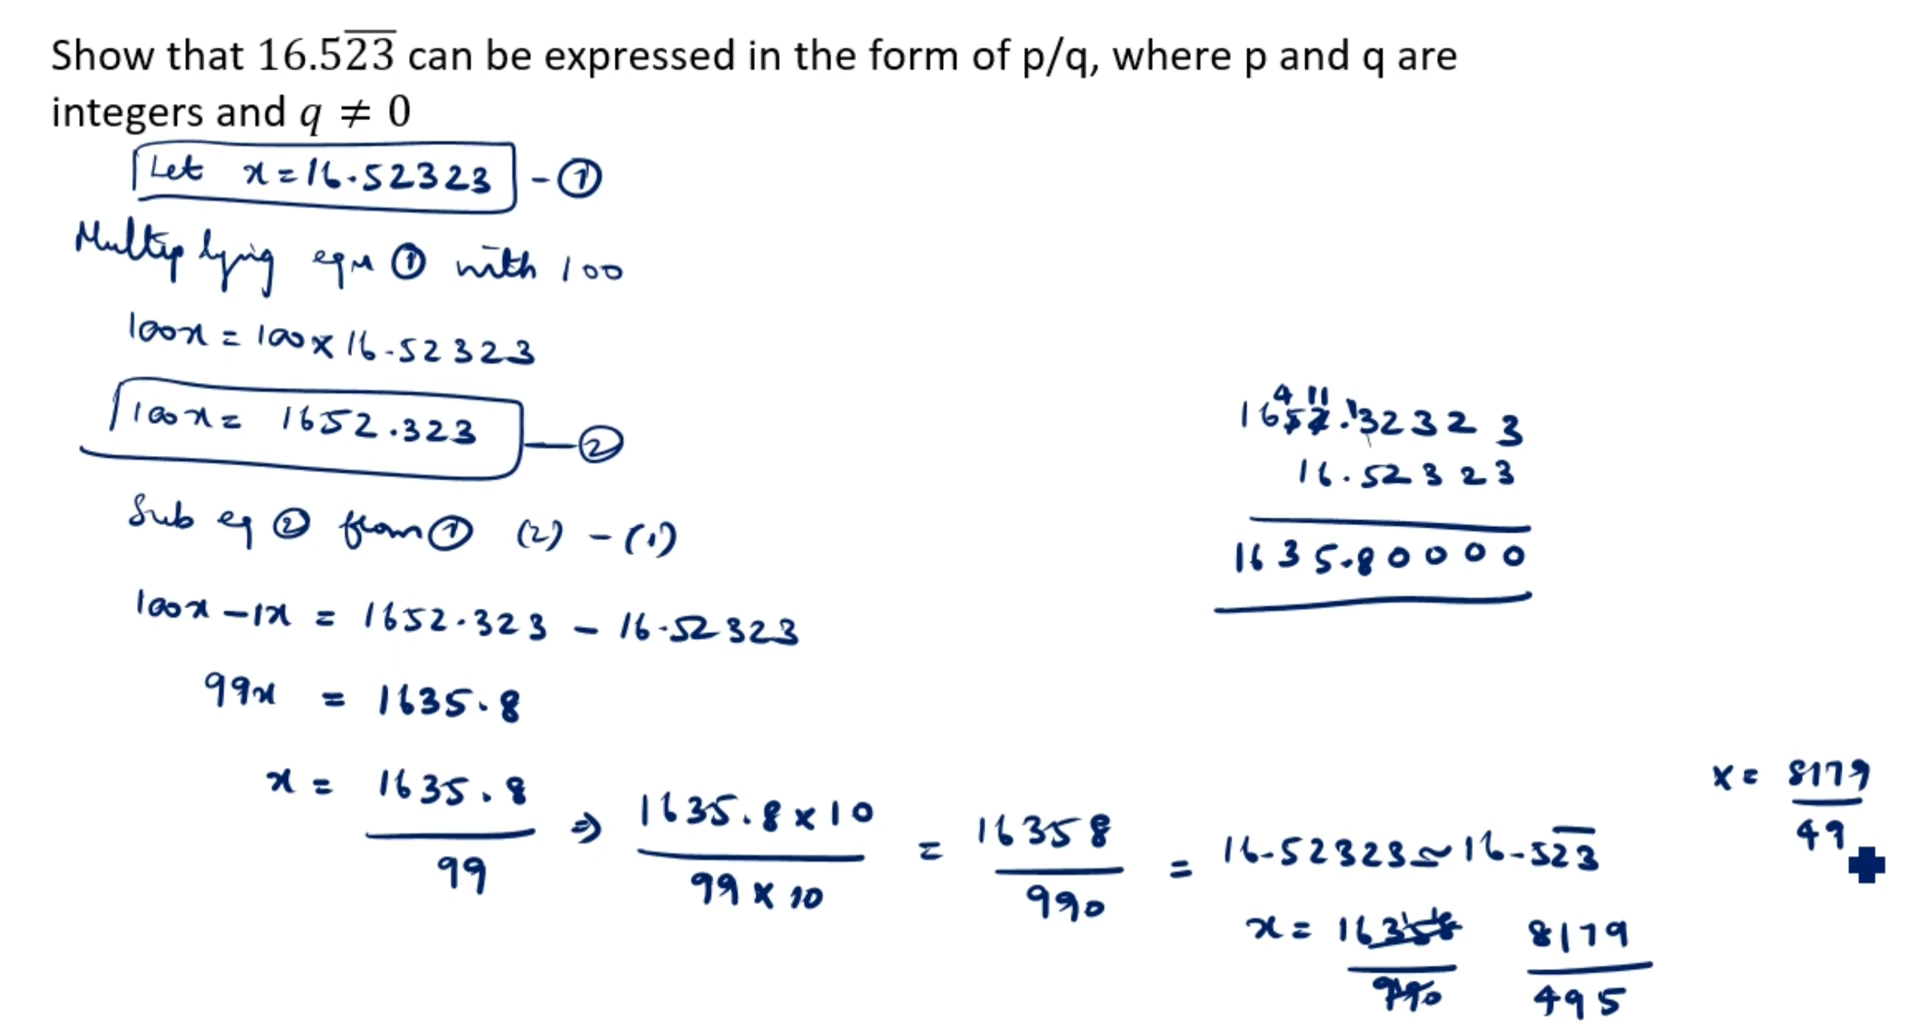 Show that 16.5\overline{23} can be expressed in the form of p/q, where p and q are
integers and q ≠ 0
Let x = 16.52323 - ①
Multiplying eqn ① with 100
100x = 100 × 16.52323
100x = 1652.323 — ②
Sub eq ② from ① (2) - (1)
100x - 1x = 1652.323 - 16.52323
99x = 1635.8
x = 1635.8/99 ⇒ 1635.8×10/99×10 = 16358/990 = 16.52323 ≃ 16.5\overline{23}
x = 16358/990 8179/495
4 11 1
1652.32323
16.52323
1635.80000
x = 8179/49